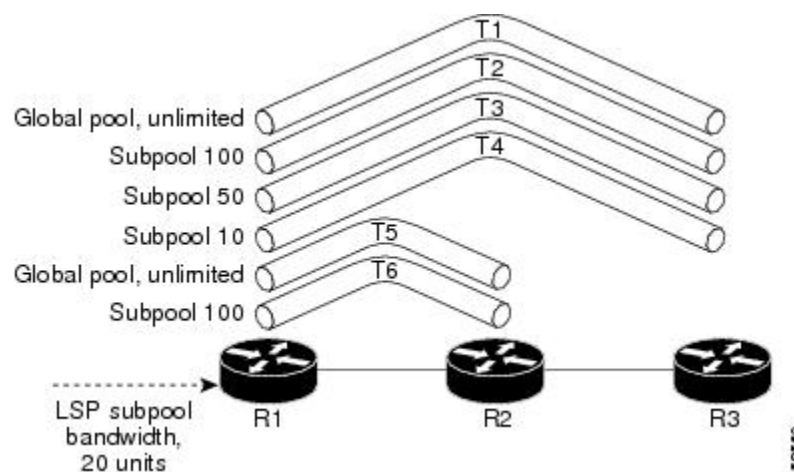 T1
T2
Global pool, unlimited
T3
Subpool 100
T4
Subpool 50
Subpool 10
T5
Global pool, unlimited
T6
Subpool 100
LSP subpool
bandwidth,
20 units
R1
R2
R3